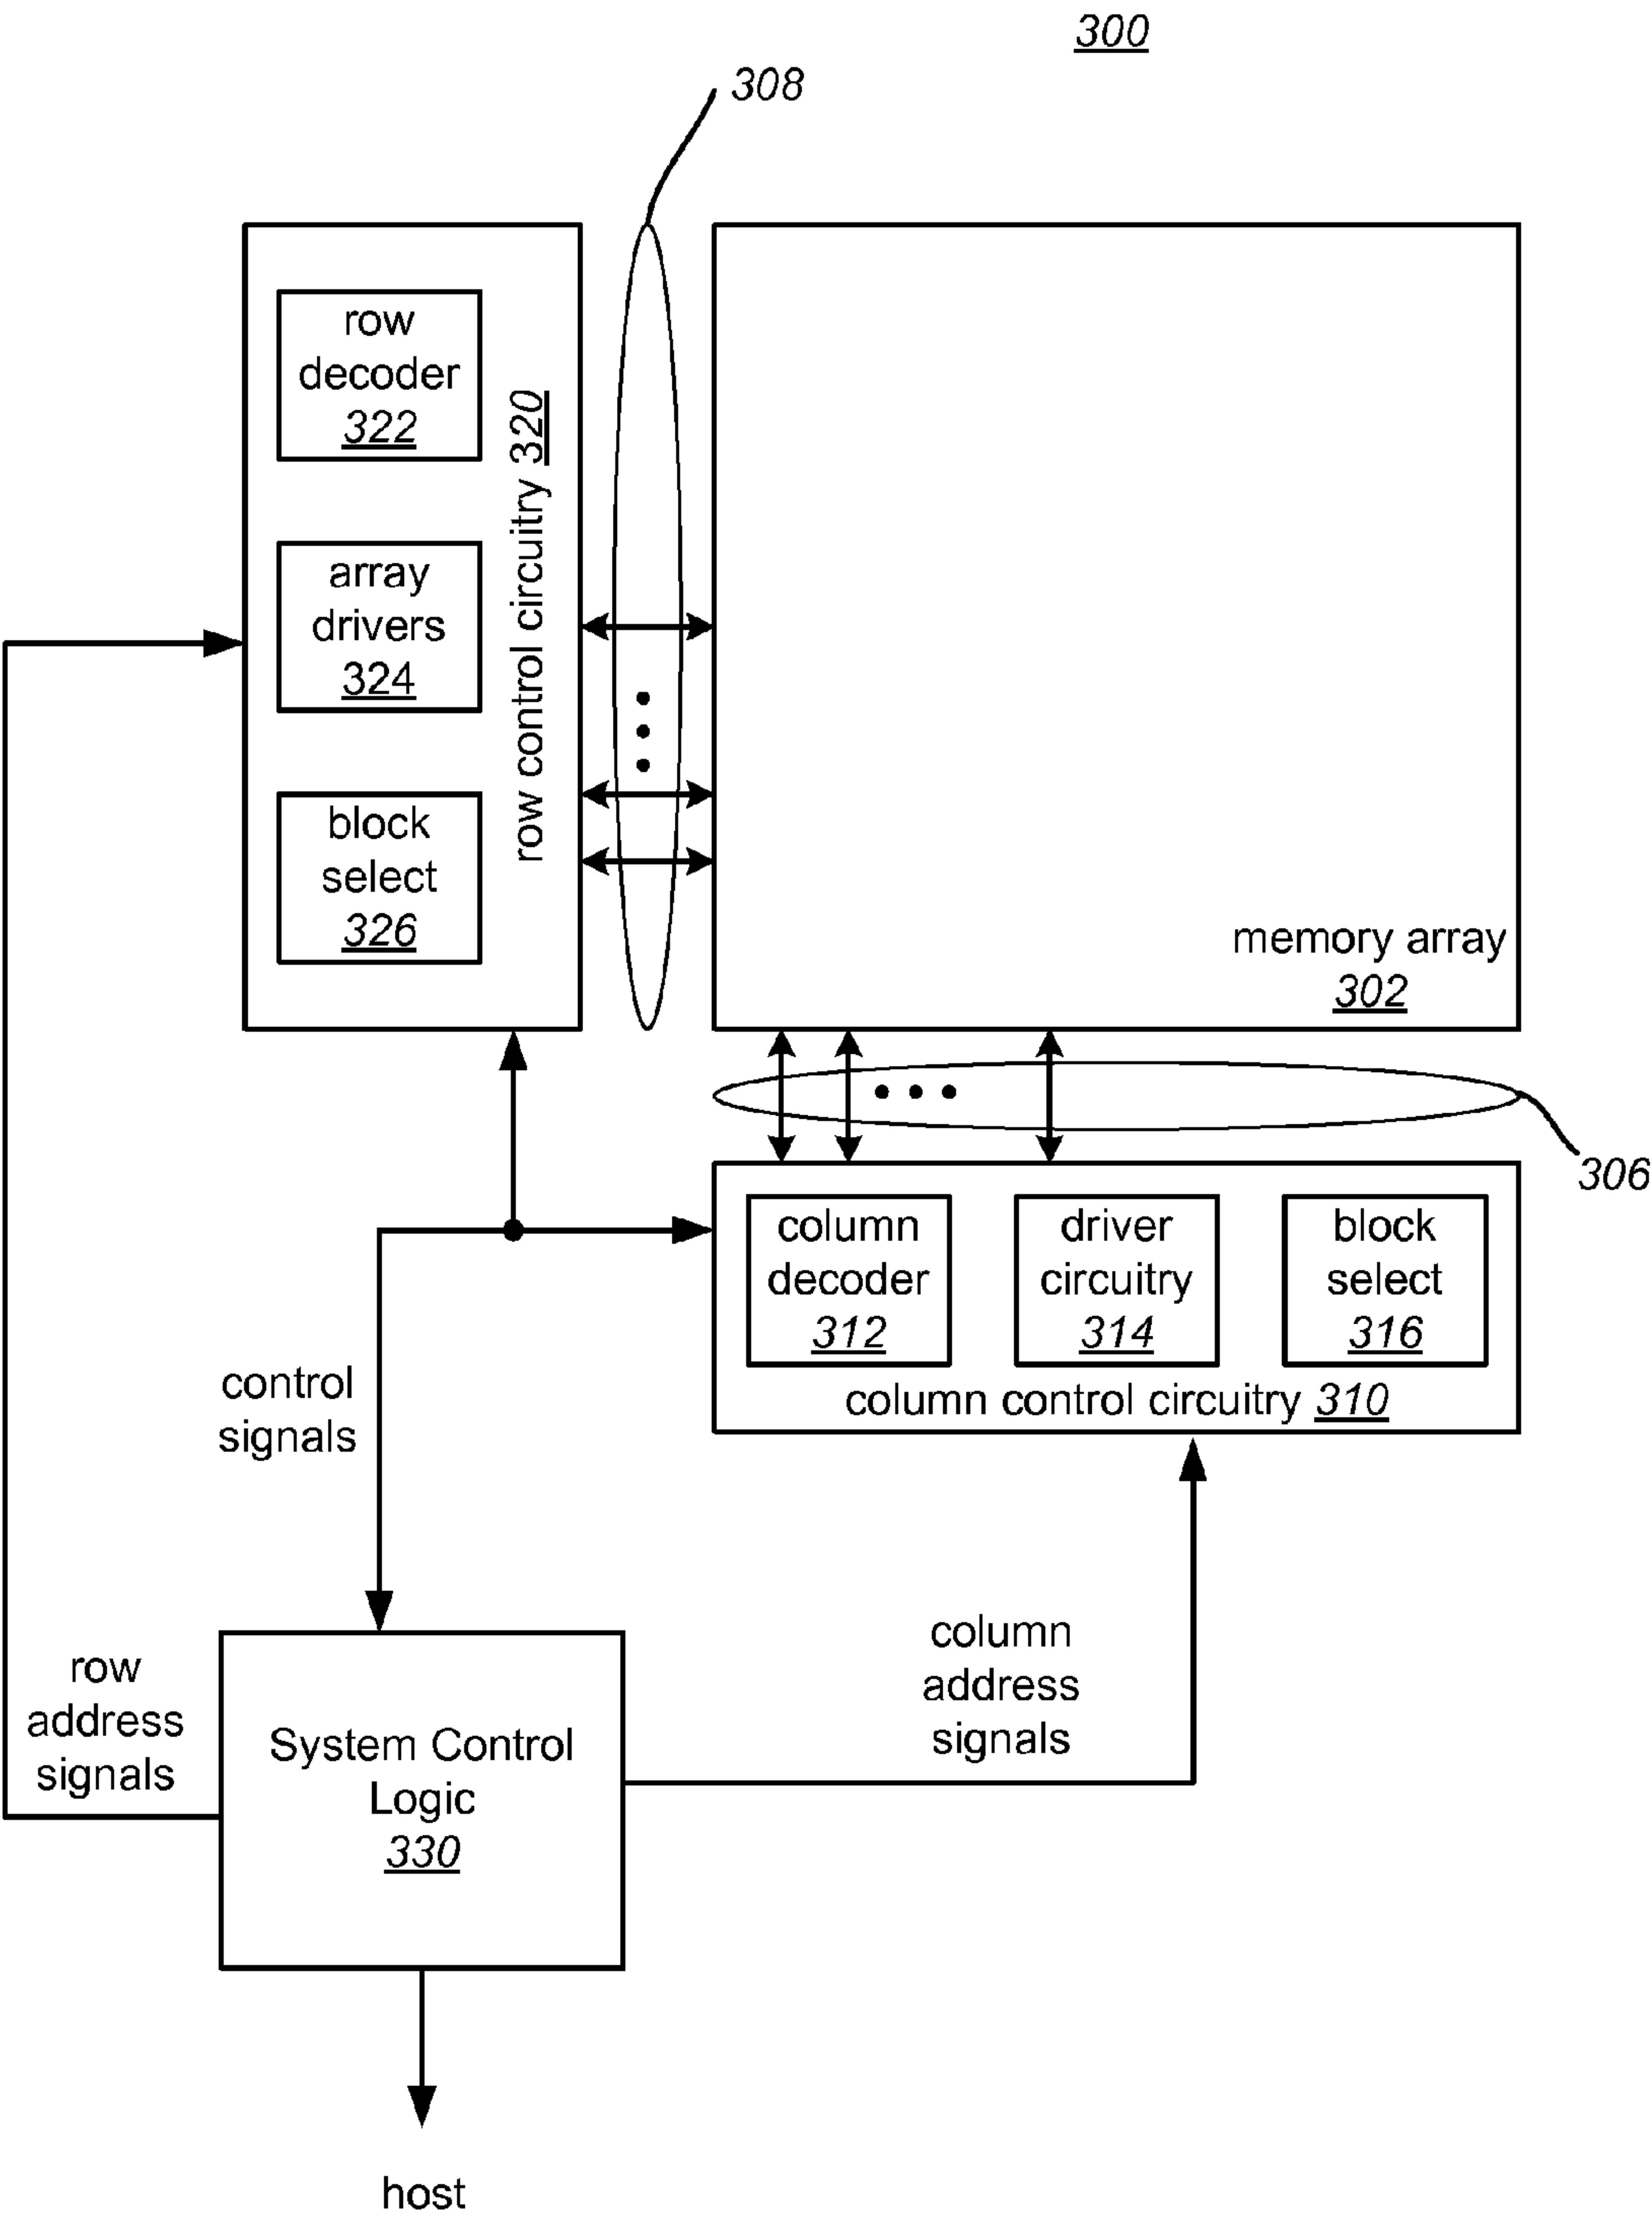 300
308
row
decoder
322
array
drivers
324
block
select
326
row control circuitry 320
memory array
302
306
column
decoder
312
driver
circuitry
314
block
select
316
column control circuitry 310
control
signals
row
address
signals
System Control
Logic
330
column
address
signals
host